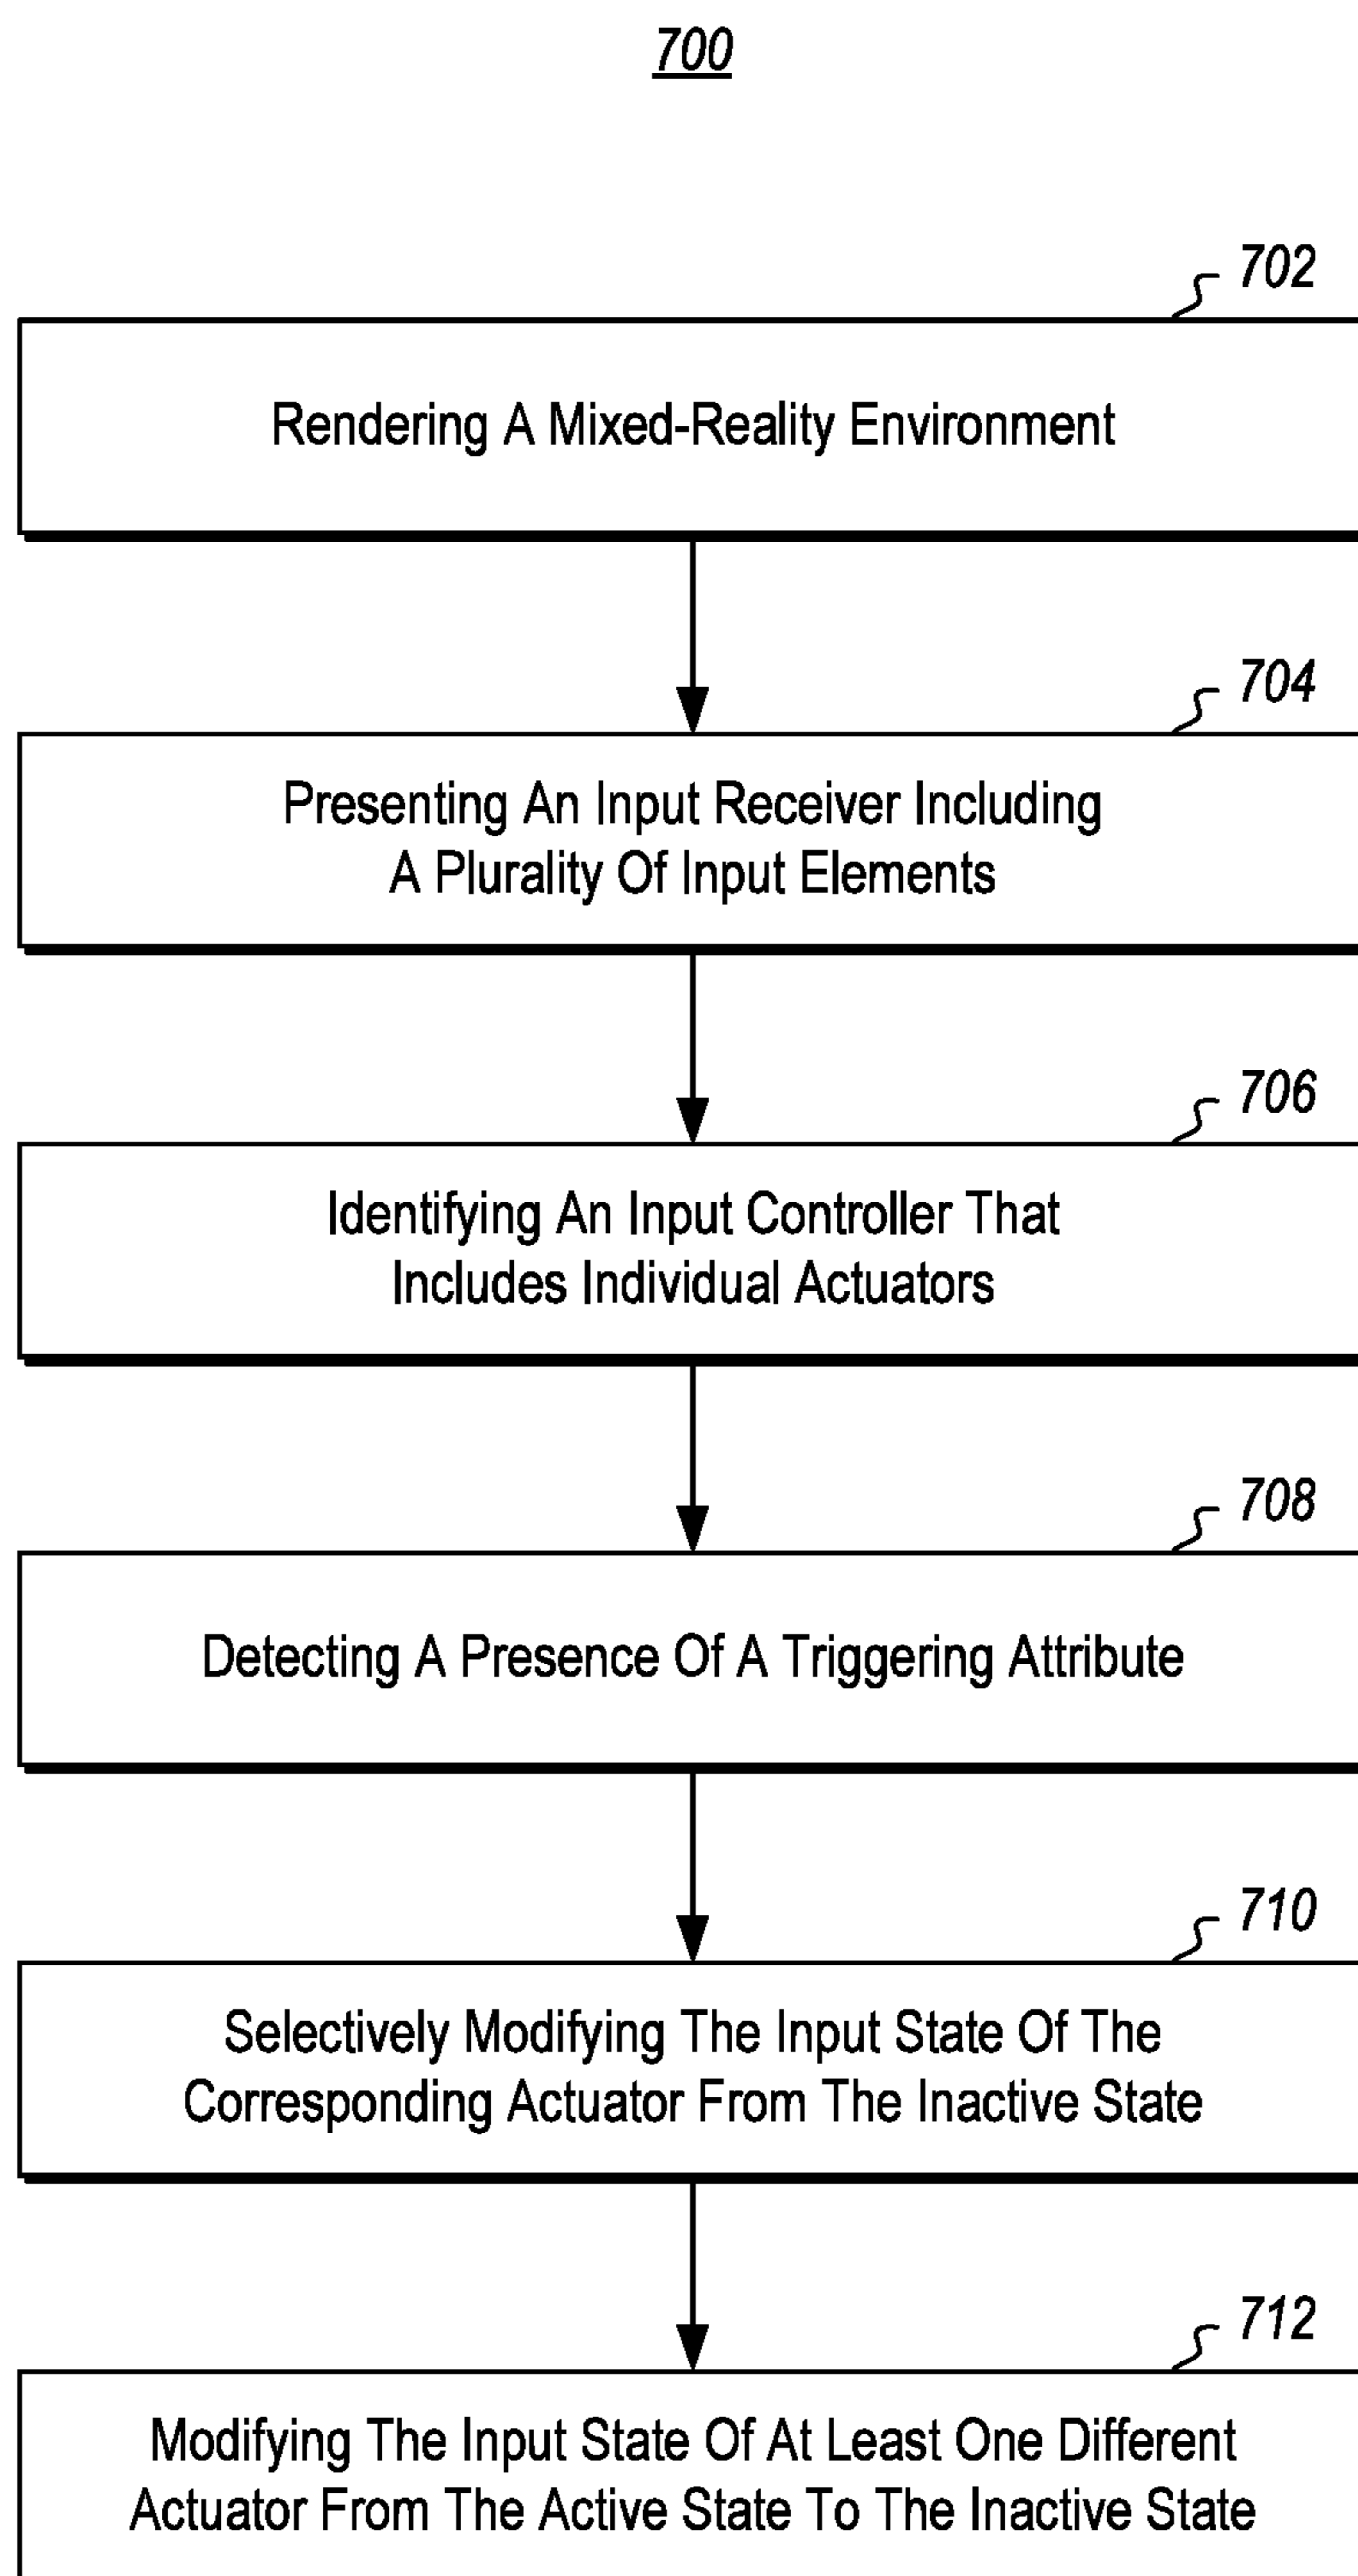 700
702
Rendering A Mixed-Reality Environment
704
Presenting An Input Receiver Including
A Plurality Of Input Elements
706
Identifying An Input Controller That
Includes Individual Actuators
708
Detecting A Presence Of A Triggering Attribute
710
Selectively Modifying The Input State Of The
Corresponding Actuator From The Inactive State
712
Modifying The Input State Of At Least One Different
Actuator From The Active State To The Inactive State